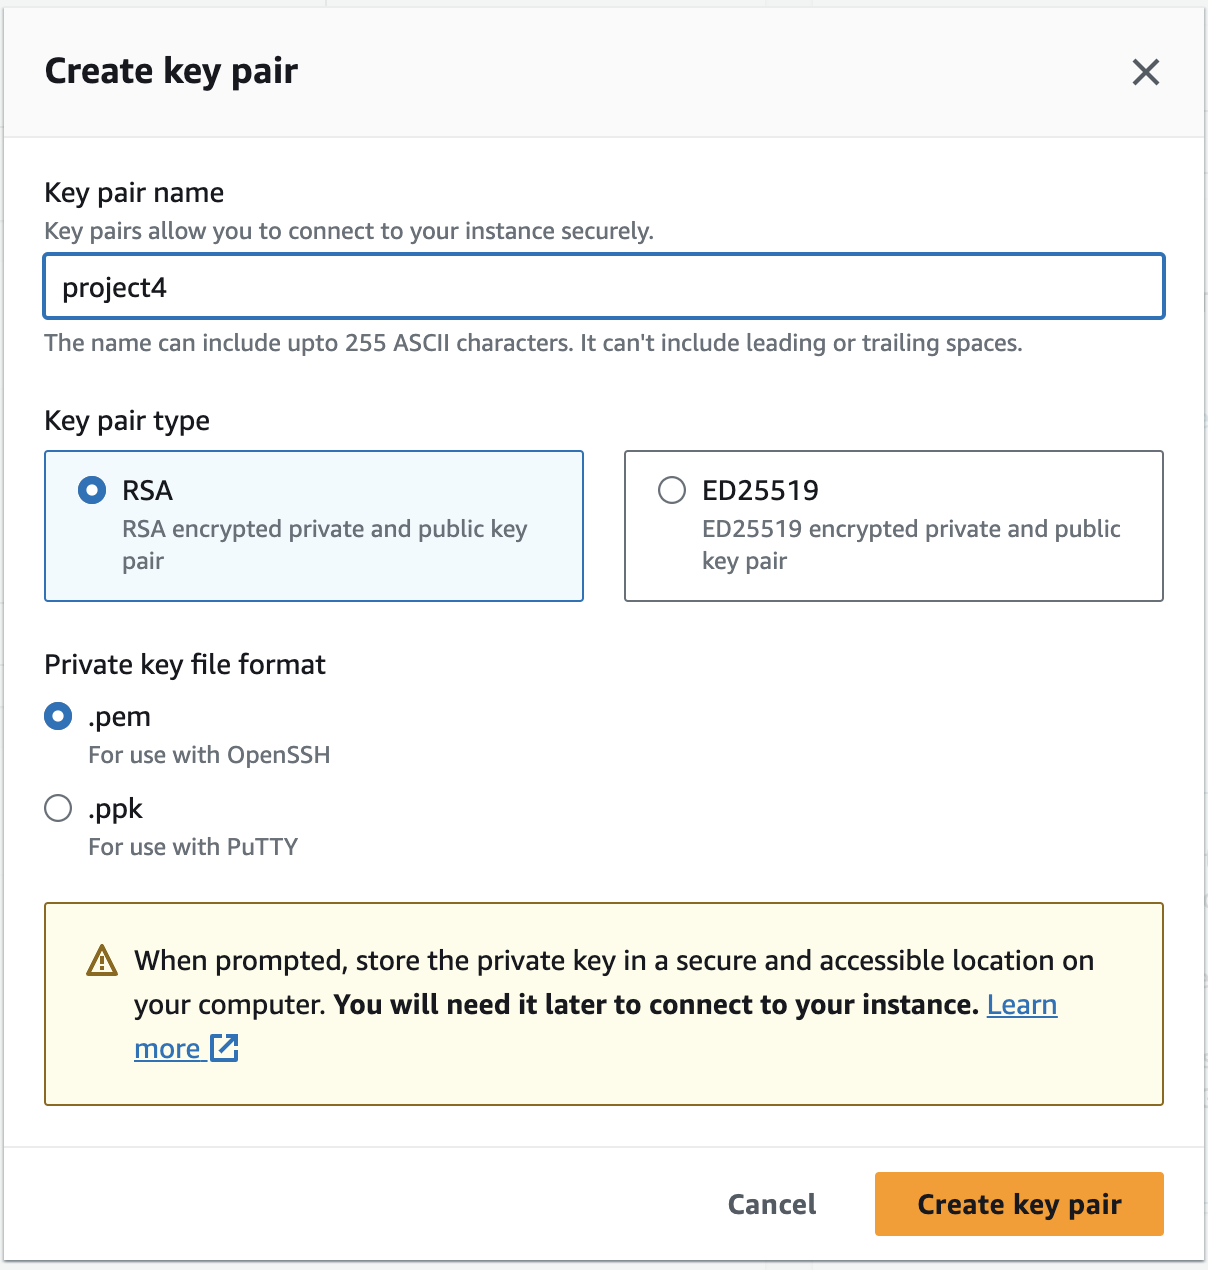 Create key pair
Key pair name
Key pairs allow you to connect to your instance securely.
project4
The name can include upto 255 ASCII characters. It can't include leading or trailing spaces.
Key pair type
RSA
RSA encrypted private and public key
pair
ED25519
ED25519 encrypted private and public
key pair
Private key file format
.pem
For use with OpenSSH
.ppk
For use with PuTTY
When prompted, store the private key in a secure and accessible location on
your computer. You will need it later to connect to your instance. Learn
more
Cancel
Create key pair